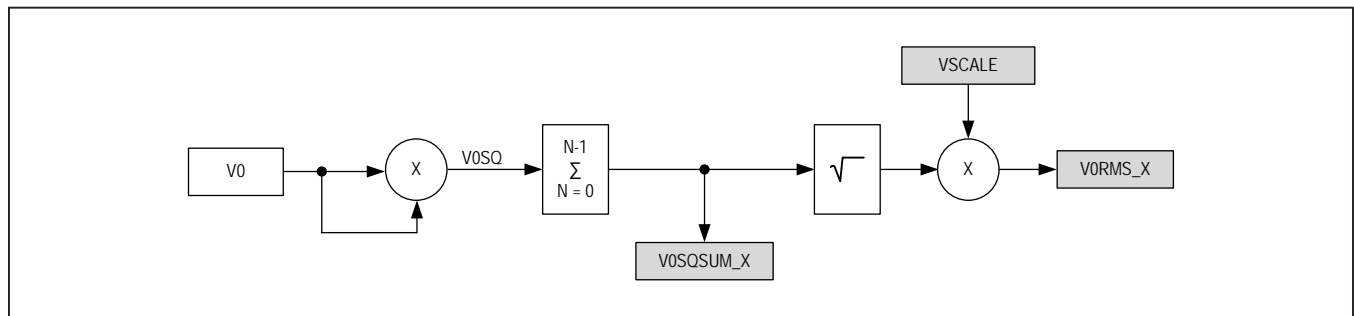 VSCALE
V0
X
V0SQ
N-1
Σ
N = 0
√
X
V0RMS_X
V0SQSUM_X